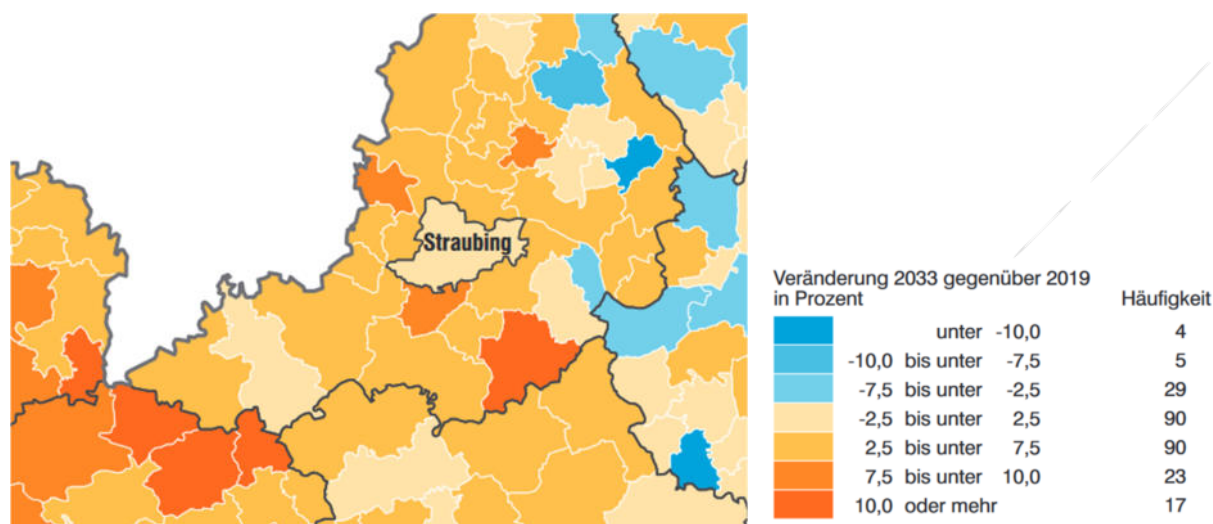 Straubing
Veränderung 2033 gegenüber 2019
in Prozent Häufigkeit
unter -10,0 4
-10,0 bis unter -7,5 5
-7,5 bis unter -2,5 29
-2,5 bis unter 2,5 90
2,5 bis unter 7,5 90
7,5 bis unter 10,0 23
10,0 oder mehr 17